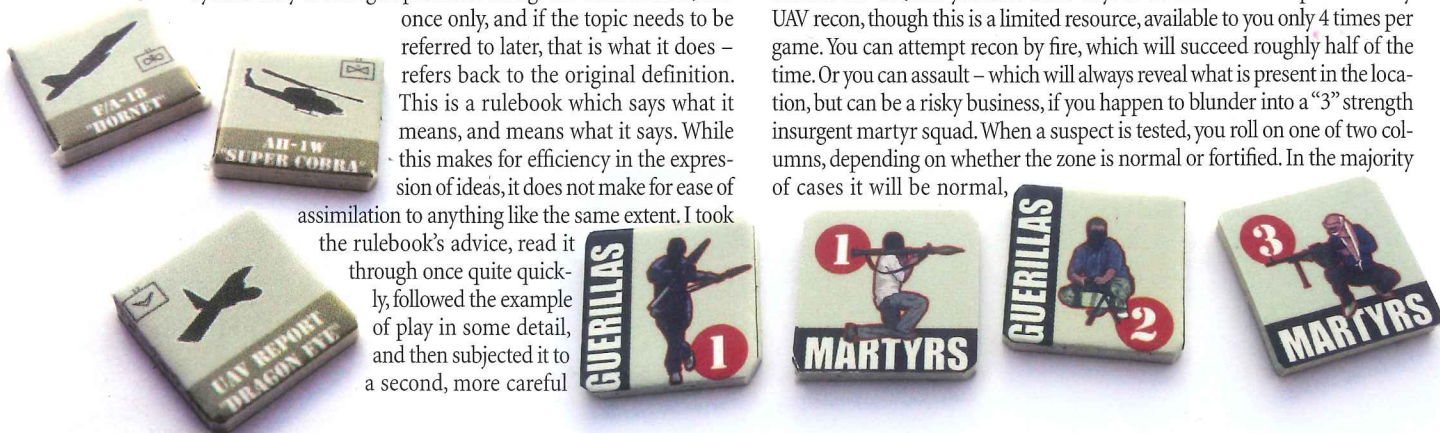 once only, and if the topic needs to be
referred to later, that is what it does –
refers back to the original definition.
This is a rulebook which says what it
means, and means what it says. While
this makes for efficiency in the expres-
sion of ideas, it does not make for ease of
assimilation to anything like the same extent. I took
the rulebook's advice, read it
through once quite quick-
ly, followed the example
of play in some detail,
and then subjected it to
a second, more careful
UAV recon, though this is a limited resource, available to you only 4 times per
game. You can attempt recon by fire, which will succeed roughly half of the
time. Or you can assault – which will always reveal what is present in the loca-
tion, but can be a risky business, if you happen to blunder into a “3” strength
insurgent martyr squad. When a suspect is tested, you roll on one of two col-
umns, depending on whether the zone is normal or fortified. In the majority
of cases it will be normal,
F/A-18
"HORNET"
AH-1W
"SUPER COBRA"
UAV REPORT
DRAGON EYE
GUERILLAS
1
1
MARTYRS
GUERILLAS
2
3
MARTYRS